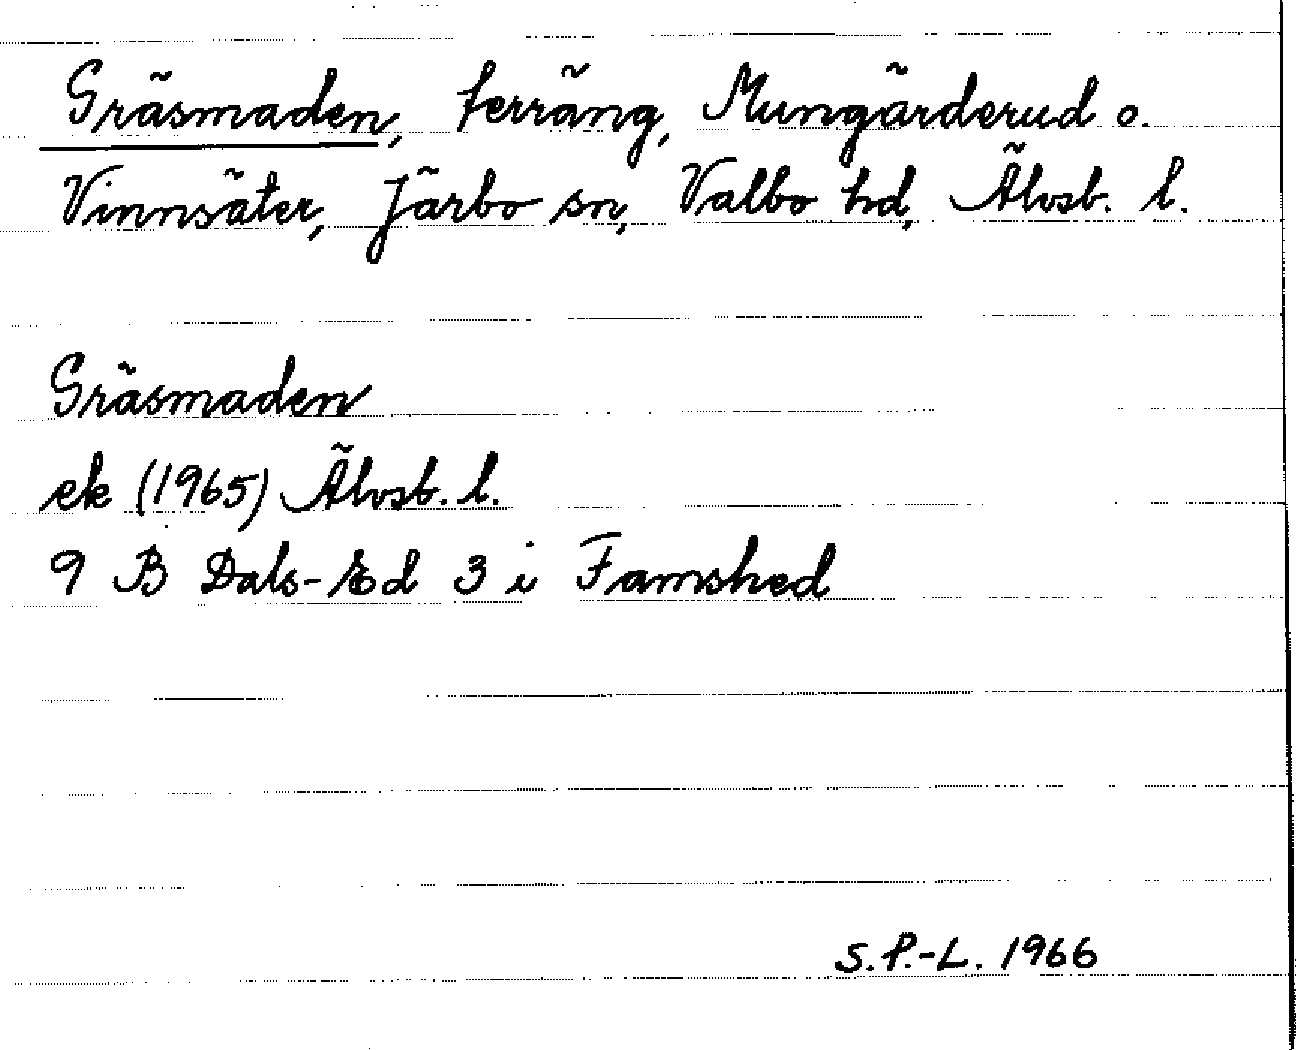 Gräsmaden, terräng, Mungärderud o.
Vinnsäter, Järbo sn, Valbo hd, Älvsb. l.
Gräsmaden
ek (1965) Älvsb. l.
9 B Dals-Ed 3 i Famshed
S.P.-L. 1966